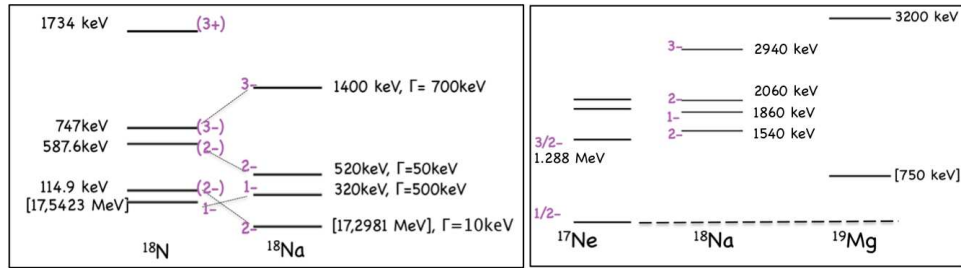 1734 keV (3+)
3- 1400 keV, Γ= 700keV
747keV (3-)
587.6keV (2-)
2- 520keV, Γ=50keV
114.9 keV (2-) 1- 320keV, Γ=500keV
[17,5423 MeV] 1-
2- [17,2981 MeV], Γ=10keV
¹⁸N ¹⁸Na
3200 keV
3- 2940 keV
2- 2060 keV
1- 1860 keV
2- 1540 keV
3/2-
1.288 MeV
[750 keV]
1/2-
¹⁷Ne ¹⁸Na ¹⁹Mg